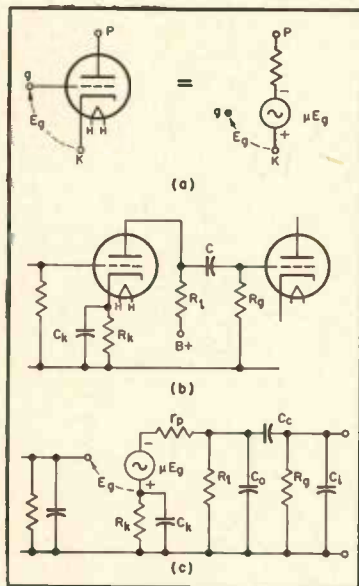 P
g
Eg
K
H H
=
P
-
g
Eg
+
K
μEg
(a)
C
H H
Ck
Rk
Rl
B+
Rg
H H
(b)
Eg
-
rp
μEg
+
Rk
Ck
Rl
Co
Cc
Rg
Ci
(c)